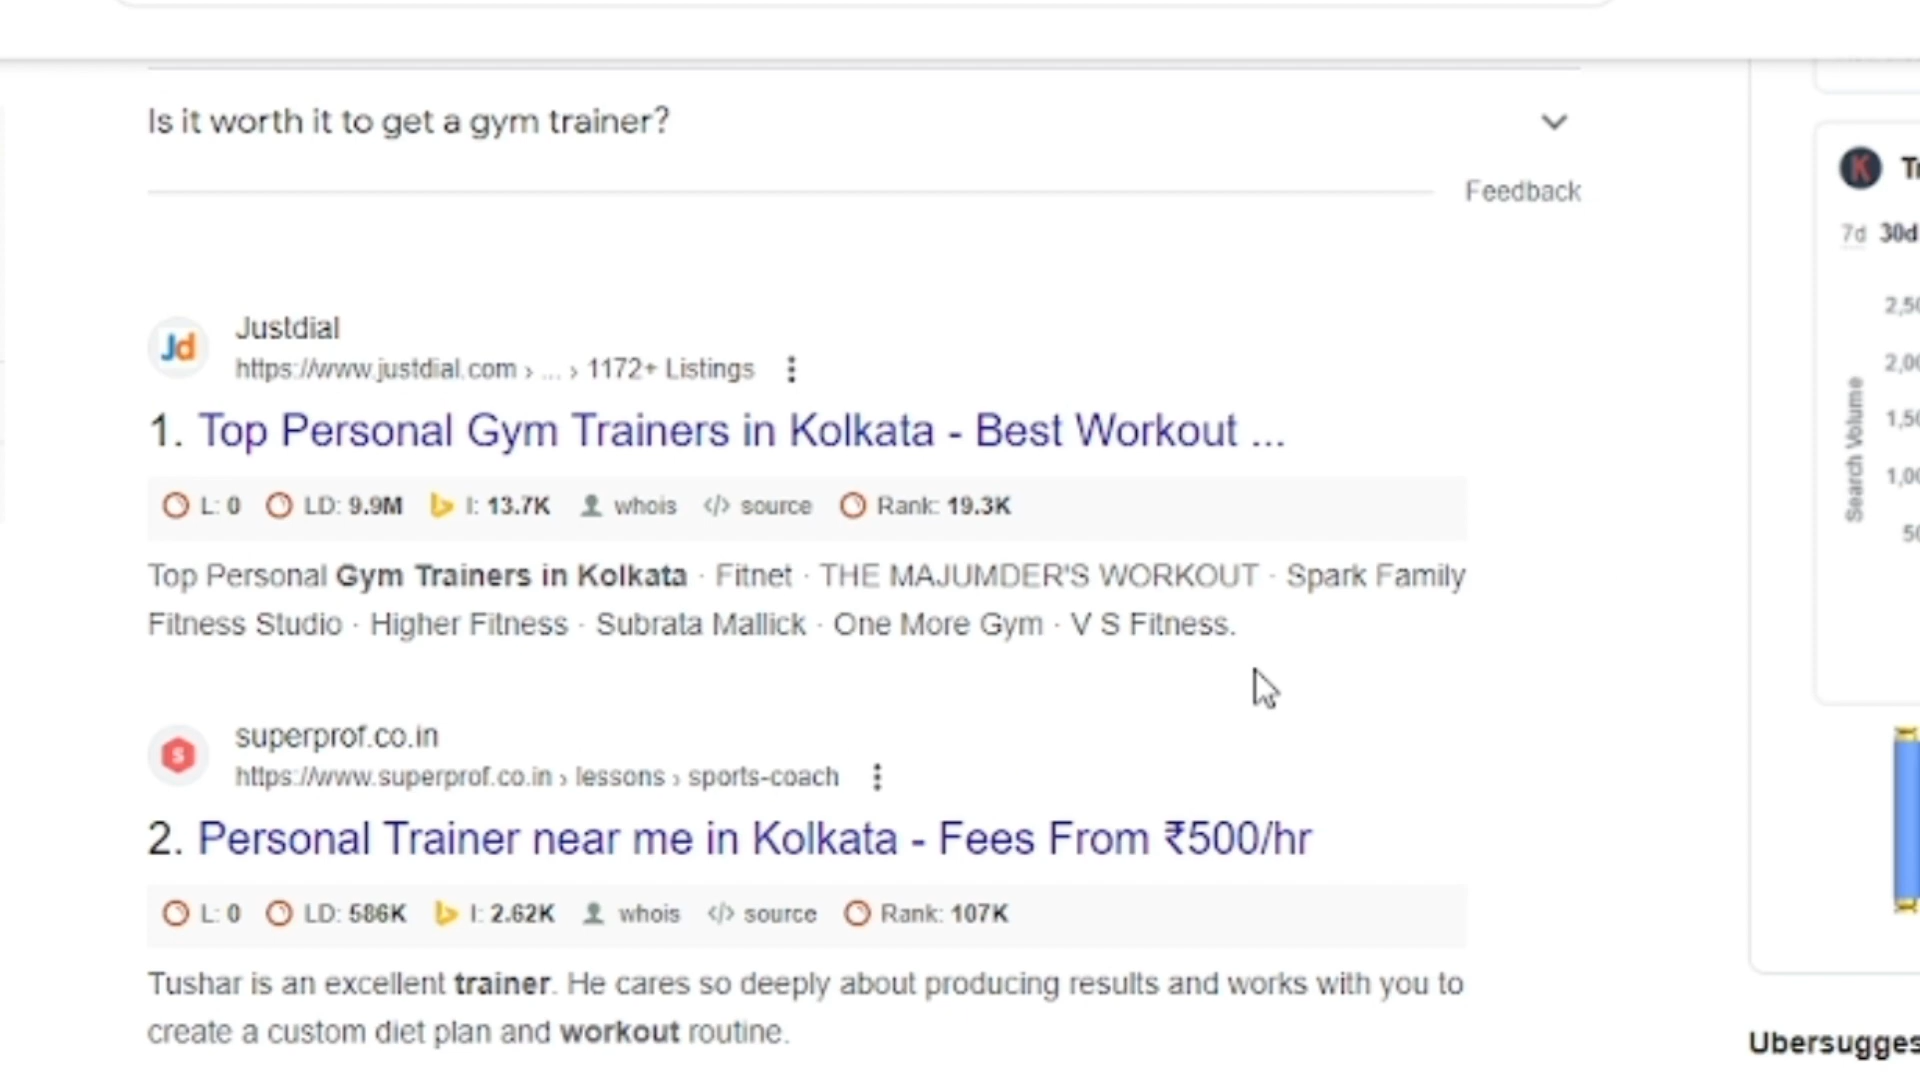 Is it worth it to get a gym trainer?
Feedback
Jd
Justdial
https://www.justdial.com › ... › 1172+ Listings
1. Top Personal Gym Trainers in Kolkata - Best Workout ...
L: 0 LD: 9.9M I: 13.7K whois </> source Rank: 19.3K
Top Personal Gym Trainers in Kolkata · Fitnet · THE MAJUMDER'S WORKOUT · Spark Family
Fitness Studio · Higher Fitness · Subrata Mallick · One More Gym · V S Fitness.
S
superprof.co.in
https://www.superprof.co.in › lessons › sports-coach
2. Personal Trainer near me in Kolkata - Fees From ₹500/hr
L: 0 LD: 586K I: 2.62K whois </> source Rank: 107K
Tushar is an excellent trainer. He cares so deeply about producing results and works with you to
create a custom diet plan and workout routine.
K
7d 30d
Search Volume
Ubersugges